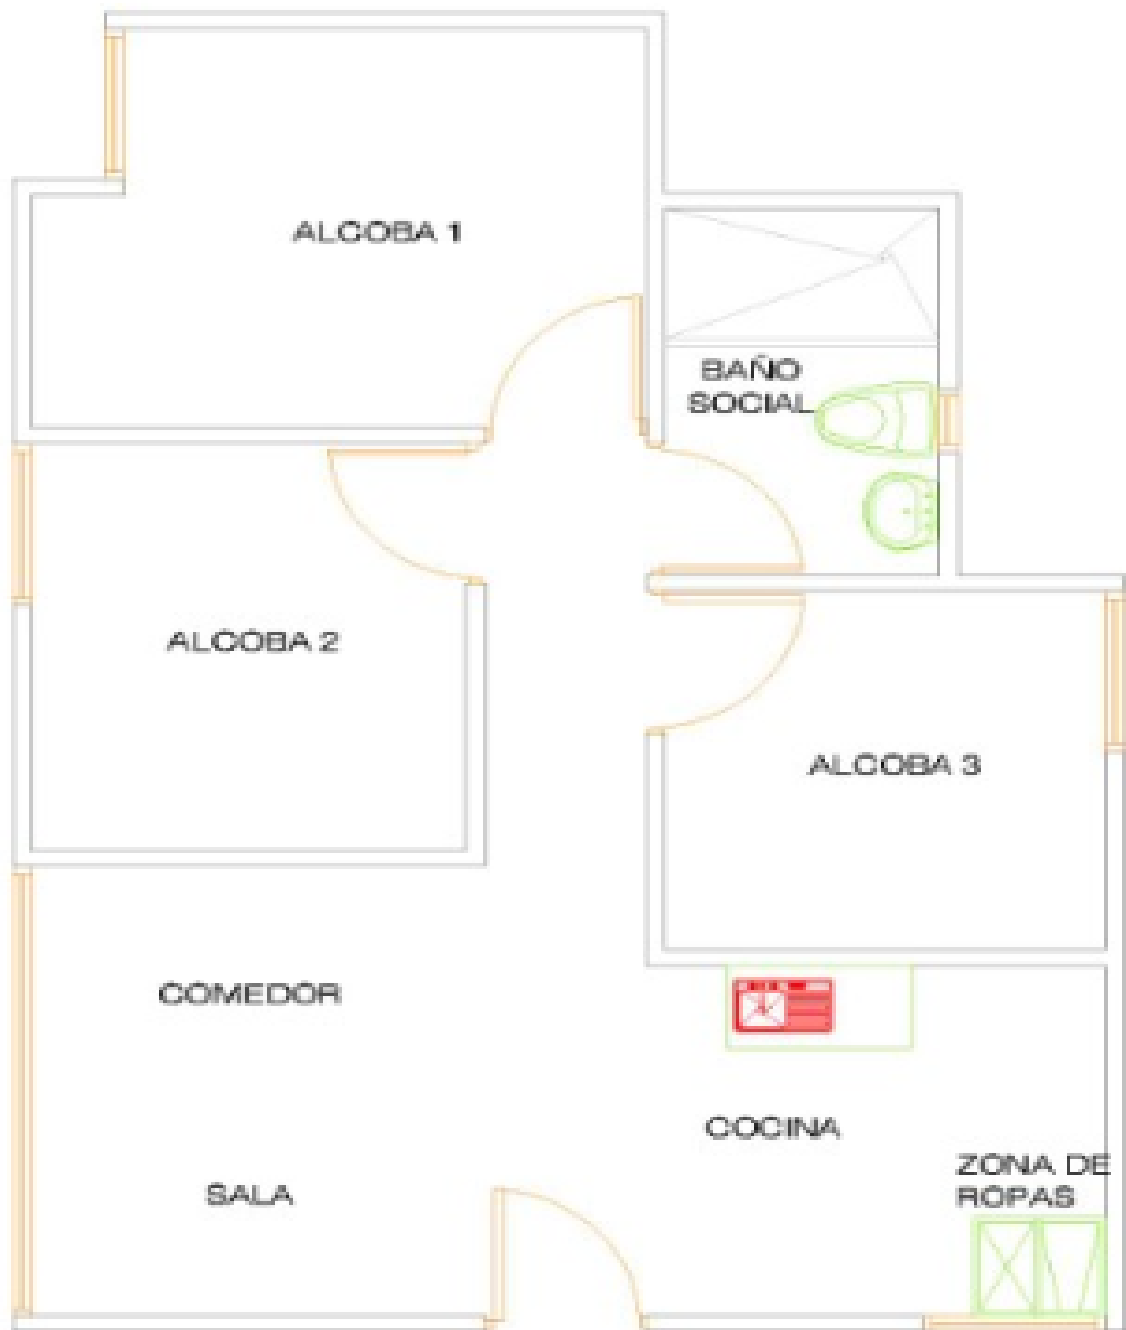 ALCOBA 1
BAÑO
SOCIAL
ALCOBA 2
ALCOBA 3
COMEDOR
COCINA
ZONA DE
ROPAS
SALA